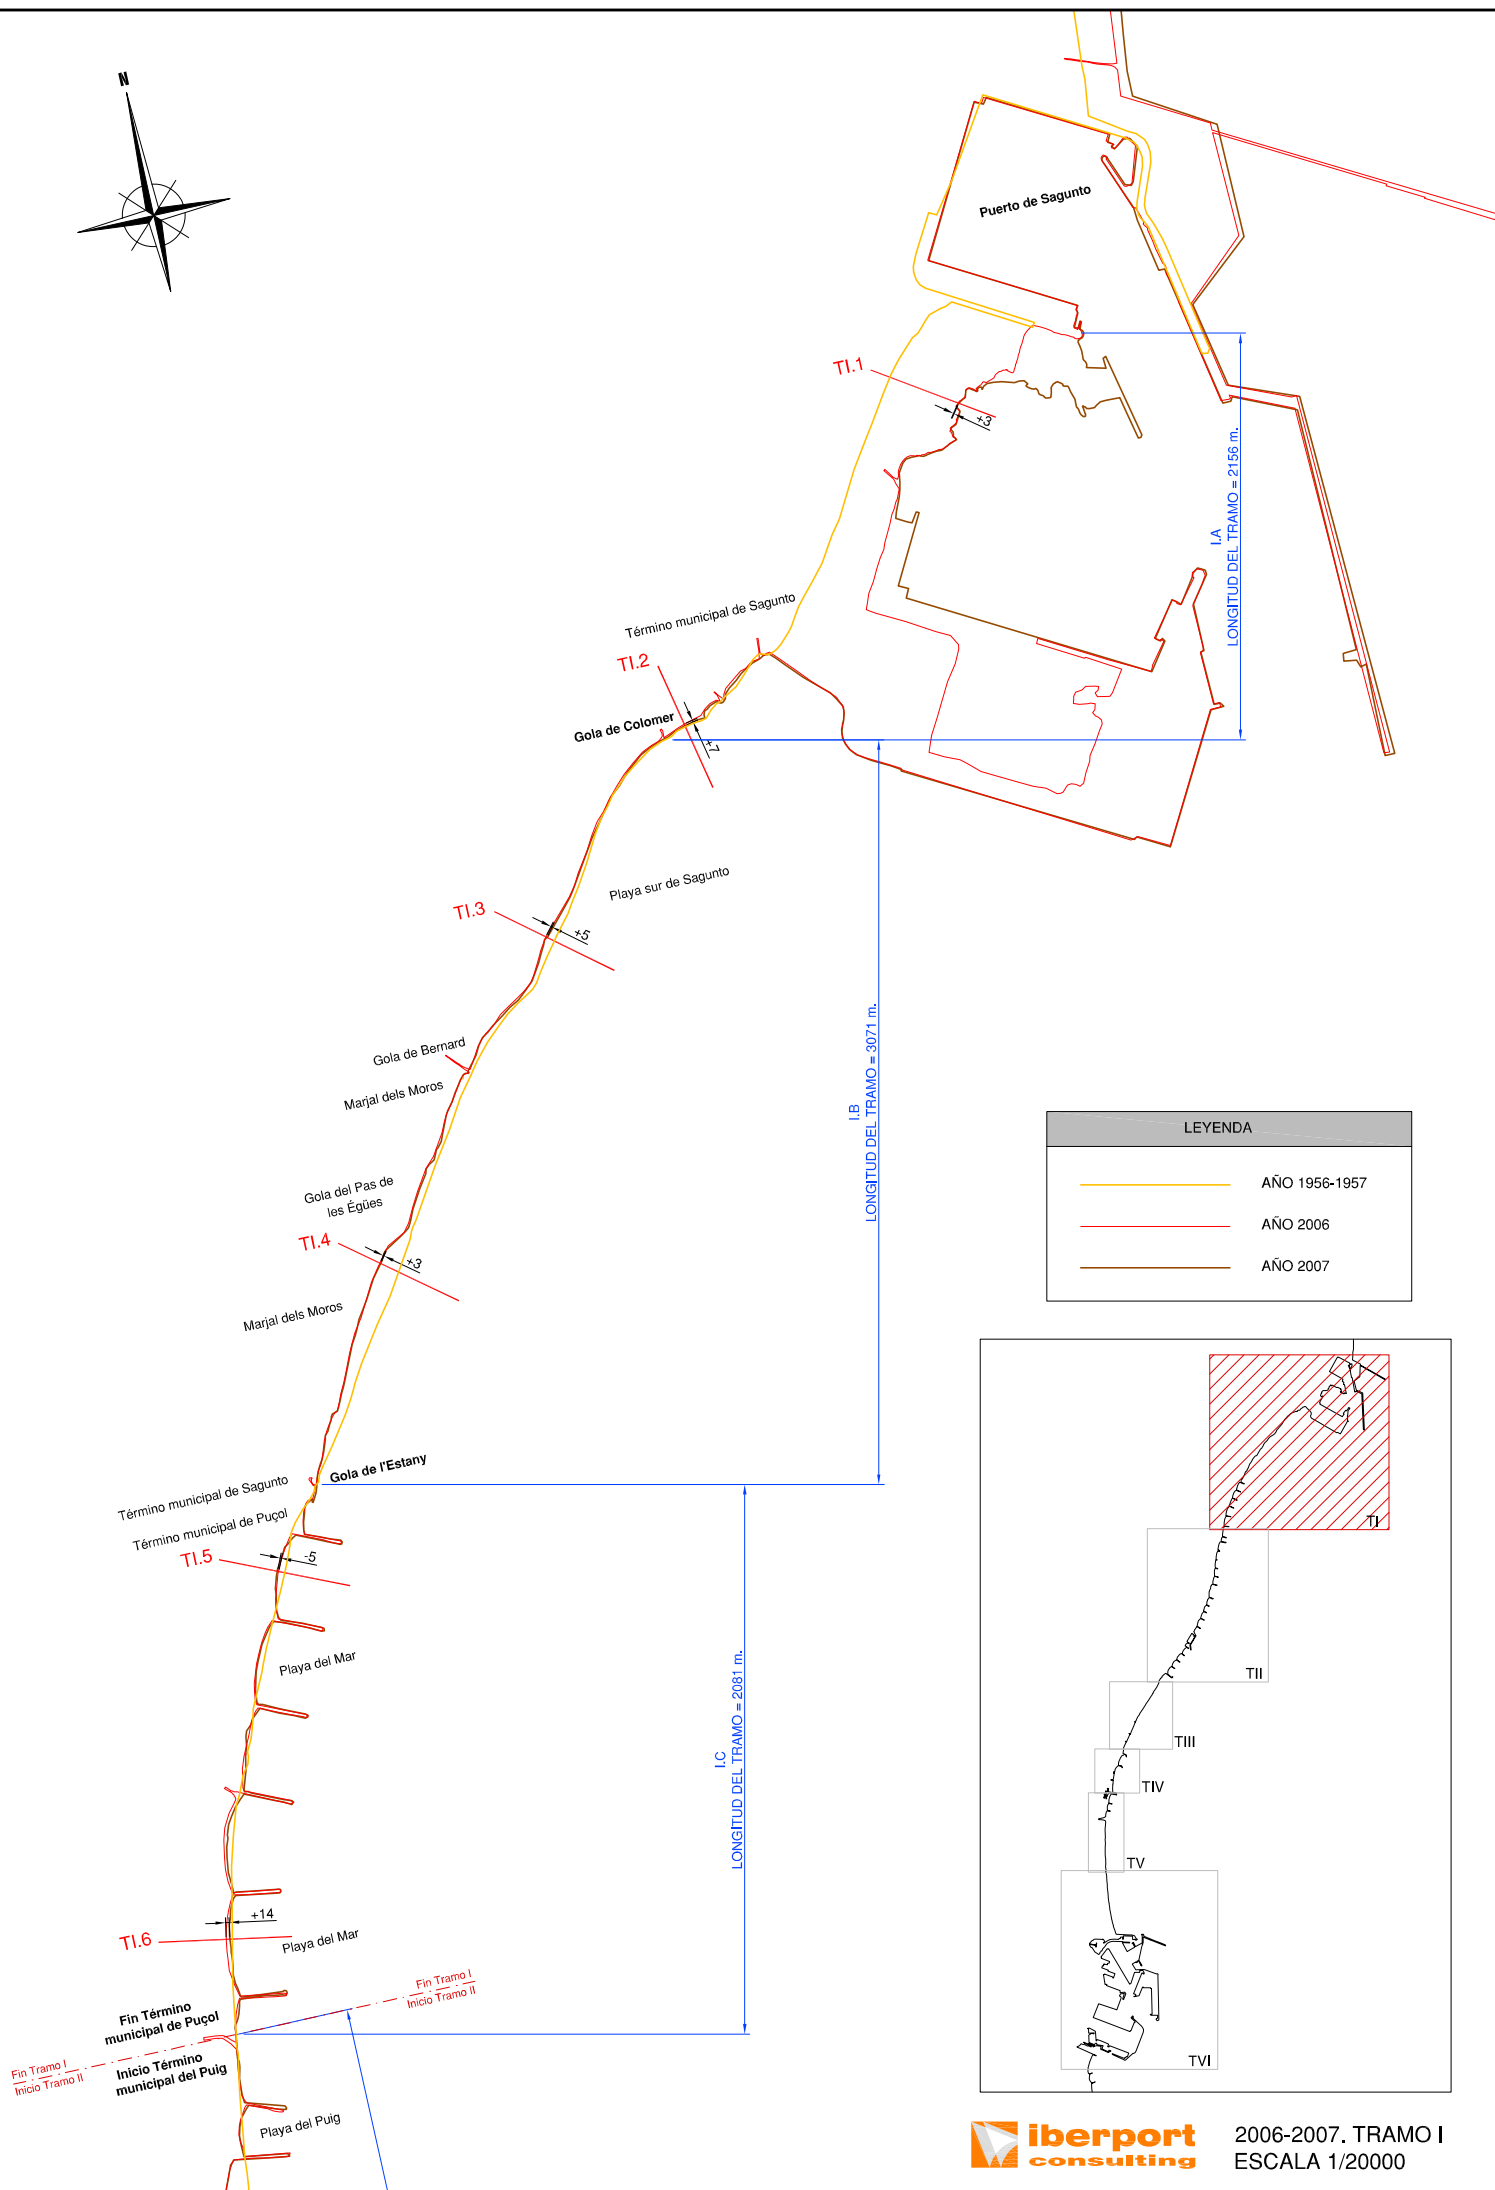 N
Puerto de Sagunto
TI.1
+3
I.A
LONGITUD DEL TRAMO = 2156 m.
Término municipal de Sagunto
TI.2
Gola de Colomer
+7
Playa sur de Sagunto
TI.3
+5
Gola de Bernard
Marjal dels Moros
I.B
LONGITUD DEL TRAMO = 3071 m.
LEYENDA
AÑO 1956-1957
AÑO 2006
AÑO 2007
Gola del Pas de
les Égües
TI.4
+3
Marjal dels Moros
Gola de l'Estany
Término municipal de Sagunto
Término municipal de Puçol
TI.5
-5
Playa del Mar
I.C
LONGITUD DEL TRAMO = 2081 m.
TI
TII
TIII
TIV
TV
TVI
+14
TI.6
Playa del Mar
Fin Tramo I
Inicio Tramo II
Fin Término
municipal de Puçol
Fin Tramo I
Inicio Tramo II
Inicio Término
municipal del Puig
Playa del Puig
iberport
consulting
2006-2007. TRAMO I
ESCALA 1/20000